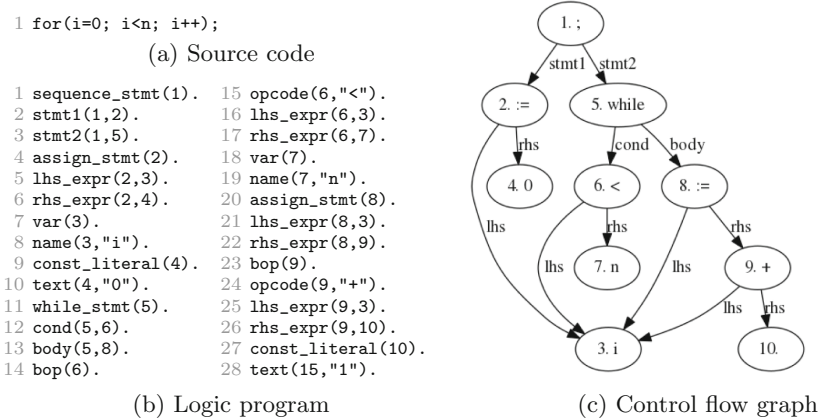 1 for(i=0; i<n; i++);
(a) Source code
1 sequence_stmt(1).
2 stmt1(1,2).
3 stmt2(1,5).
4 assign_stmt(2).
5 lhs_expr(2,3).
6 rhs_expr(2,4).
7 var(3).
8 name(3,"i").
9 const_literal(4).
10 text(4,"0").
11 while_stmt(5).
12 cond(5,6).
13 body(5,8).
14 bop(6).
15 opcode(6,"<").
16 lhs_expr(6,3).
17 rhs_expr(6,7).
18 var(7).
19 name(7,"n").
20 assign_stmt(8).
21 lhs_expr(8,3).
22 rhs_expr(8,9).
23 bop(9).
24 opcode(9,"+").
25 lhs_expr(9,3).
26 rhs_expr(9,10).
27 const_literal(10).
28 text(15,"1").
(b) Logic program
1. ;
stmt1 stmt2
2. := 5. while
rhs cond body
4. 0 6. < 8. :=
lhs rhs rhs
lhs 7. n lhs 9. +
lhs rhs
3. i 10.
(c) Control flow graph